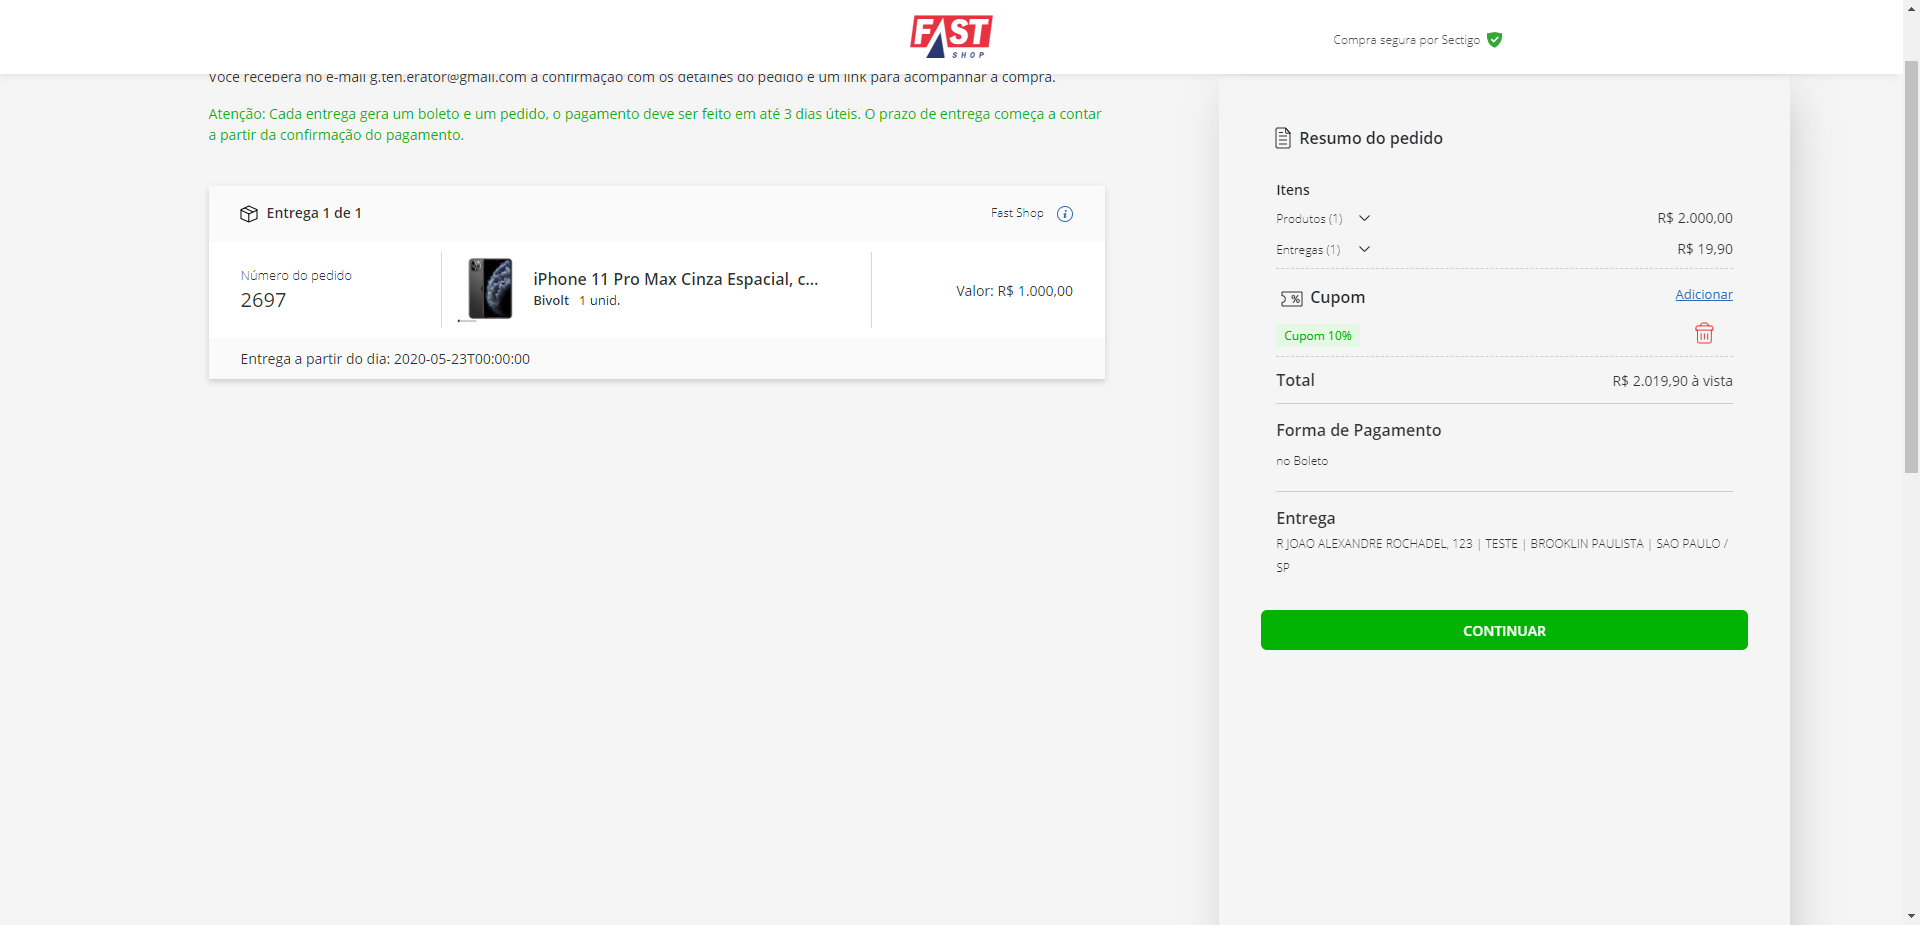 FAST
SHOP
Compra segura por Sectigo
Você receberá no e-mail g.ten.erator@gmail.com a confirmação com os detalhes do pedido e um link para acompanhar a compra.
Atenção: Cada entrega gera um boleto e um pedido, o pagamento deve ser feito em até 3 dias úteis. O prazo de entrega começa a contar
a partir da confirmação do pagamento.
Entrega 1 de 1
Fast Shop
Número do pedido
2697
iPhone 11 Pro Max Cinza Espacial, c...
Bivolt 1 unid.
Valor: R$ 1.000,00
Entrega a partir do dia: 2020-05-23T00:00:00
Resumo do pedido
Itens
Produtos (1) R$ 2.000,00
Entregas (1) R$ 19,90
Cupom Adicionar
Cupom 10%
Total R$ 2.019,90 à vista
Forma de Pagamento
no Boleto
Entrega
R JOAO ALEXANDRE ROCHADEL, 123 | TESTE | BROOKLIN PAULISTA | SAO PAULO /
SP
CONTINUAR